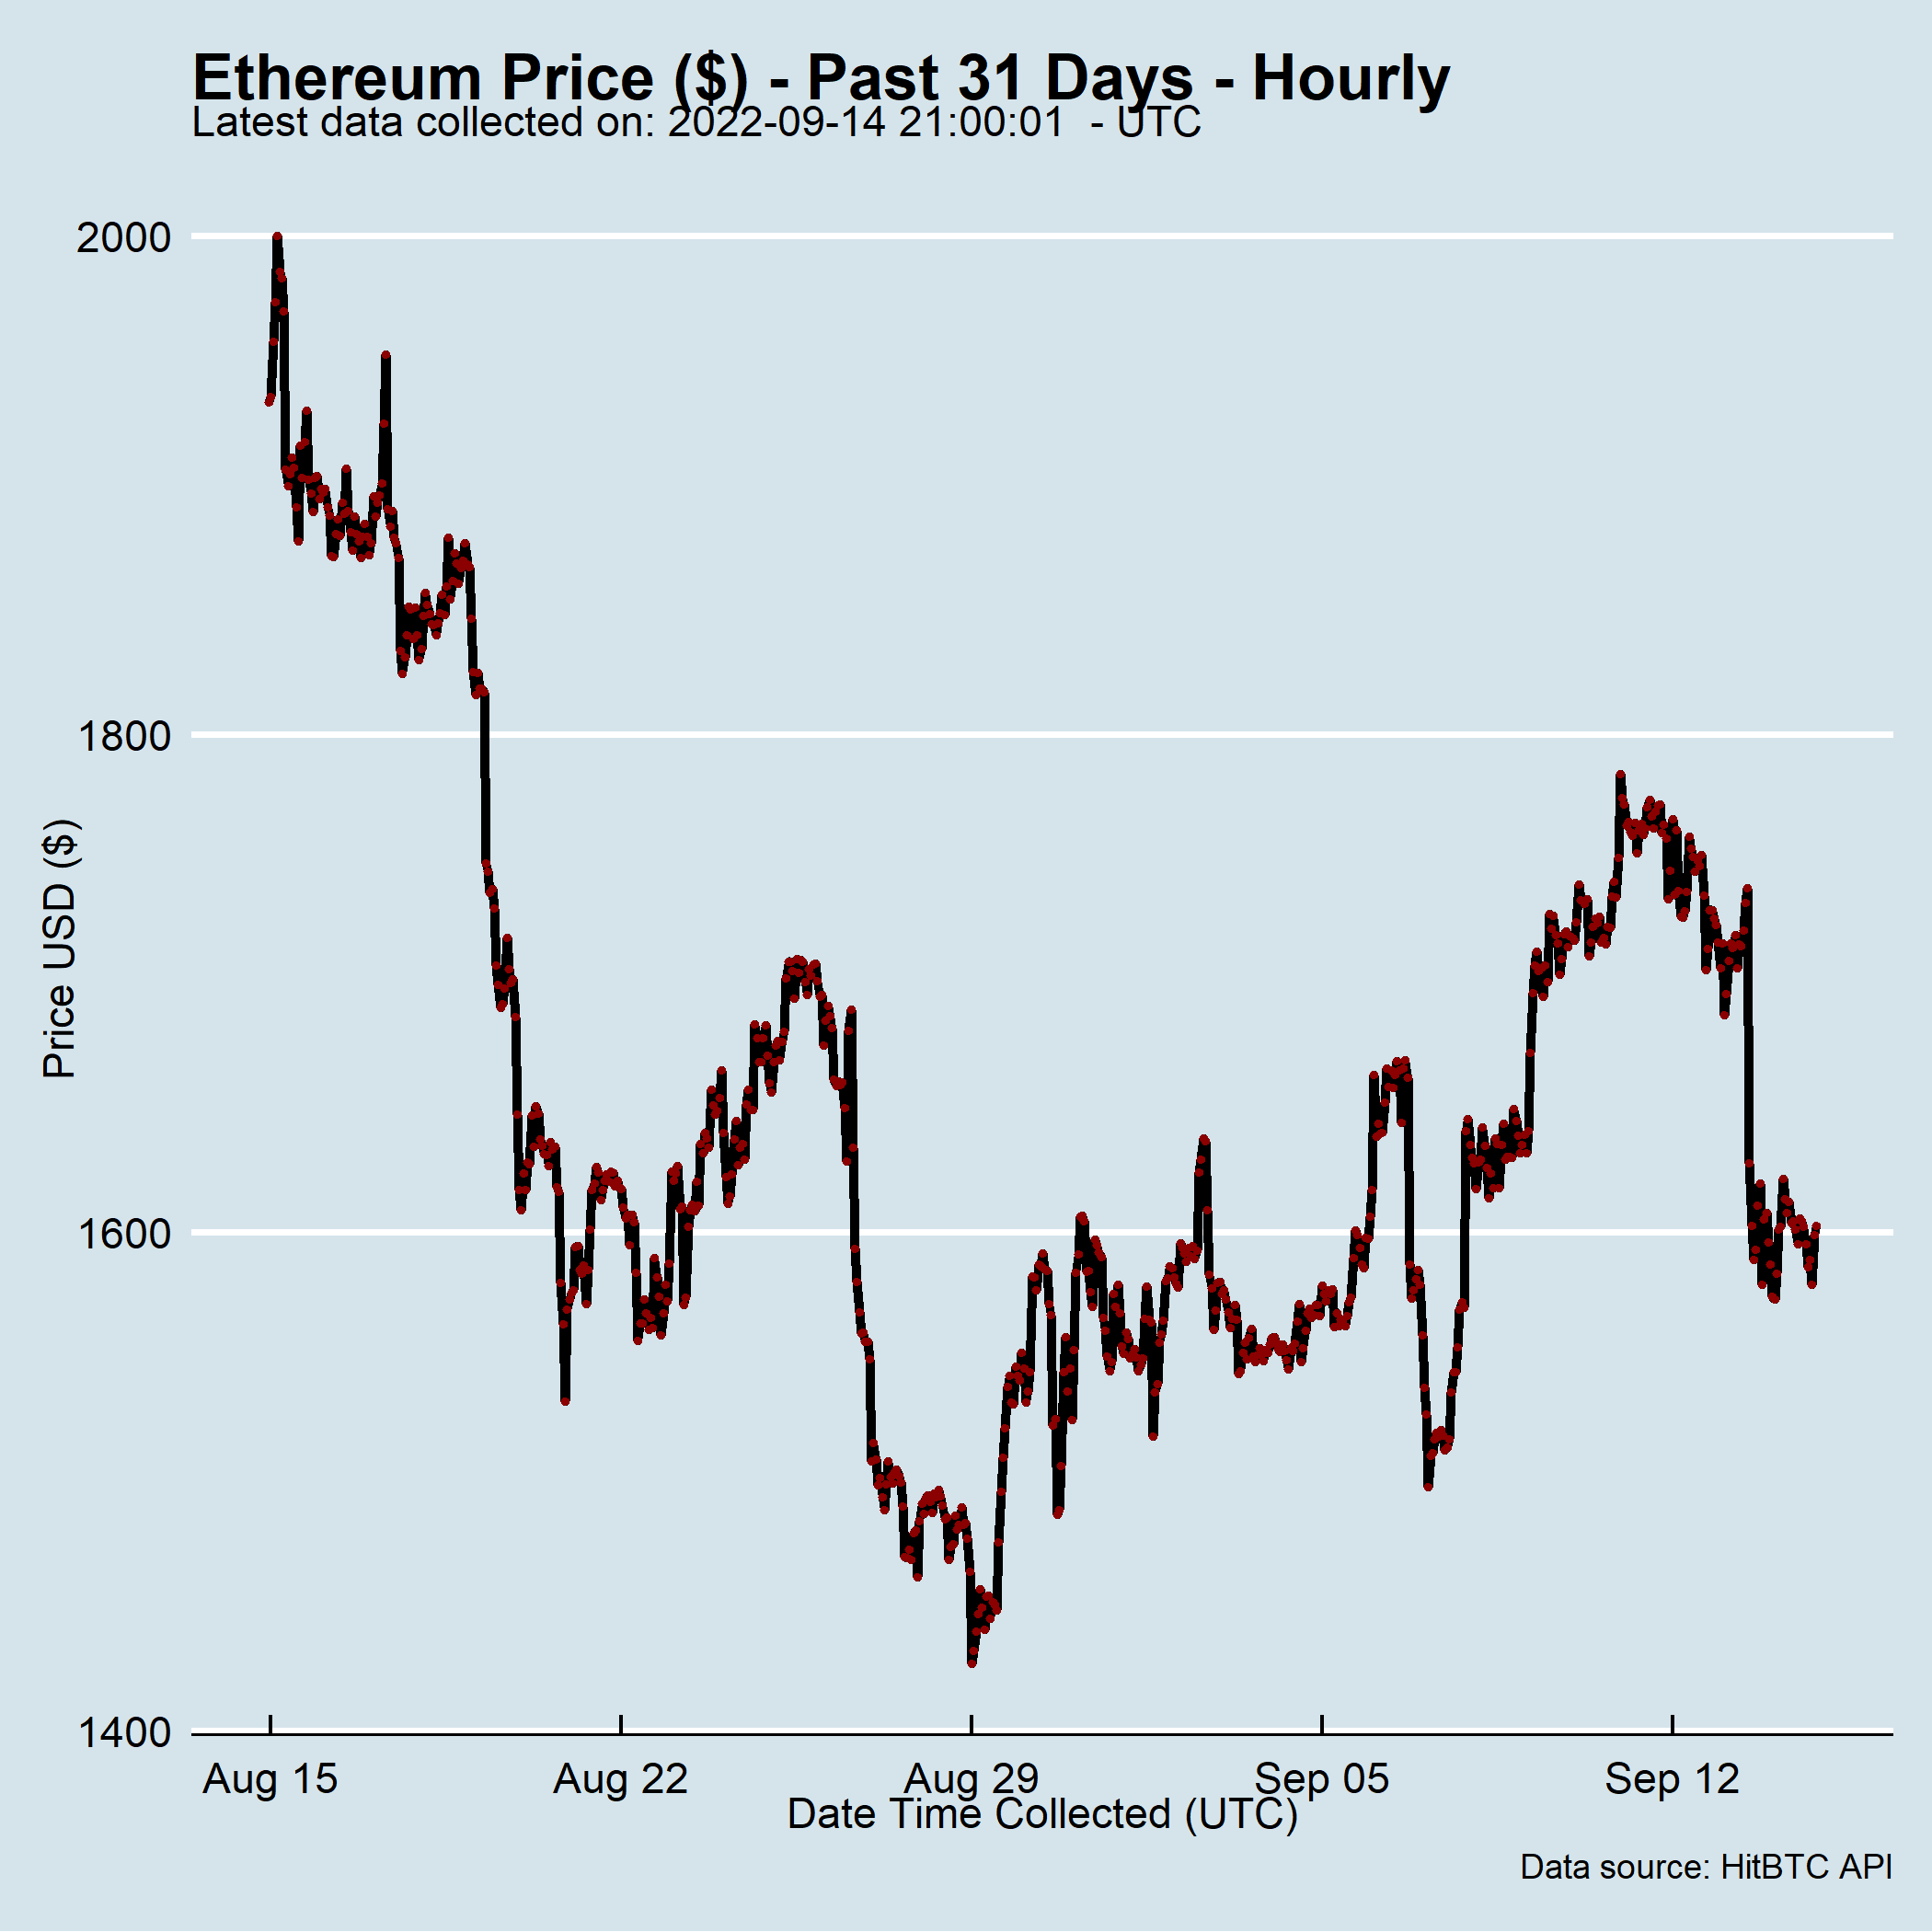 Ethereum Price ($) - Past 31 Days - Hourly
Latest data collected on: 2022-09-14 21:00:01  - UTC
2000
1800
1600
1400
Price USD ($)
Aug 15
Aug 22
Aug 29
Sep 05
Sep 12
Date Time Collected (UTC)
Data source: HitBTC API